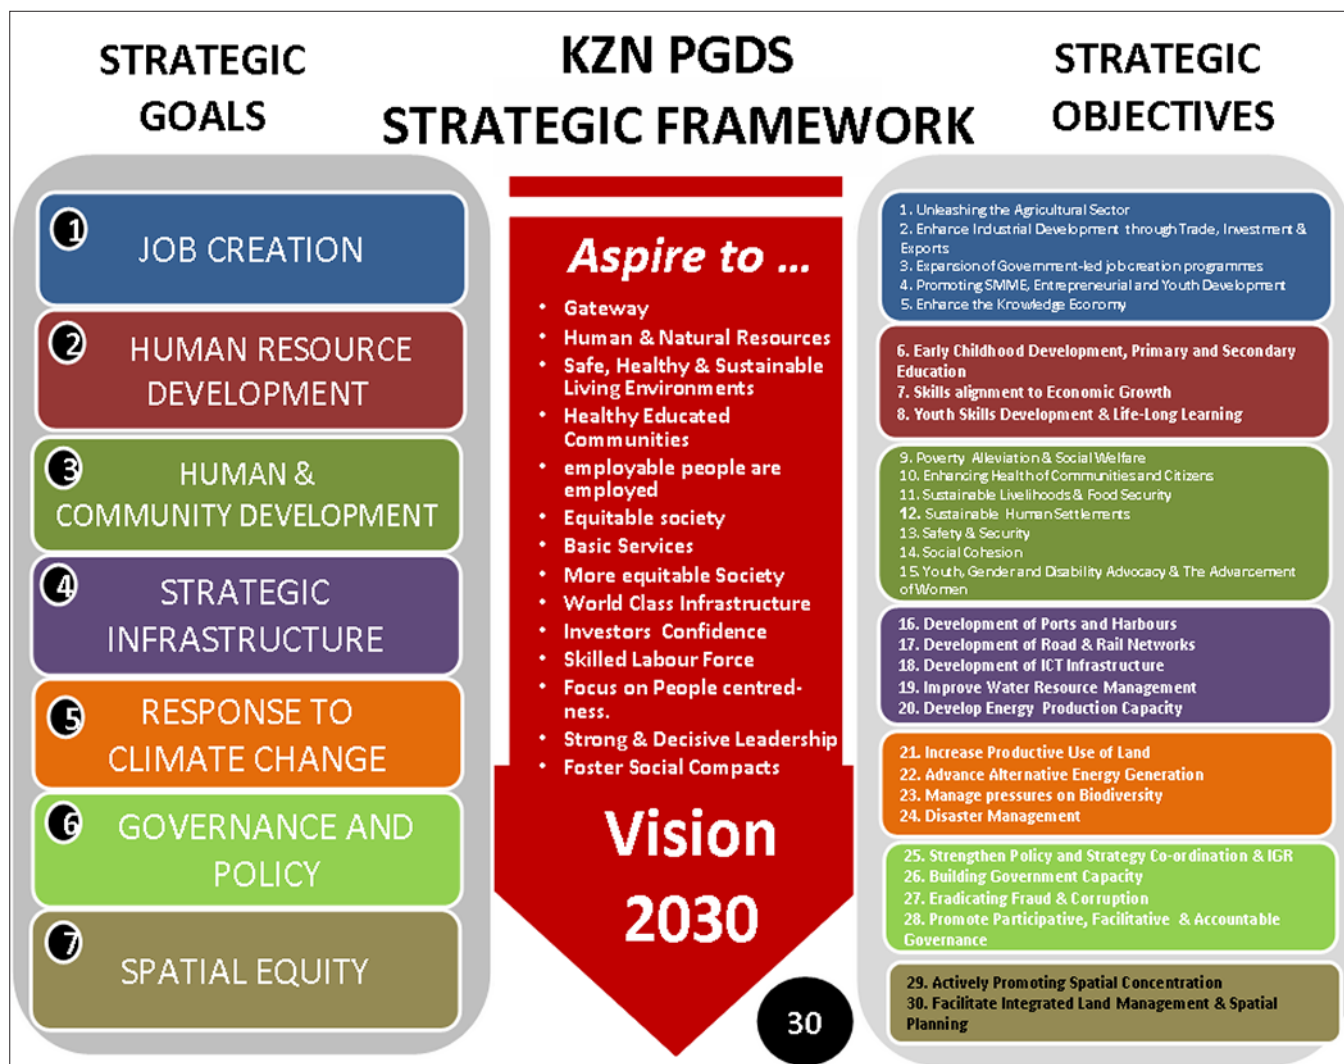 STRATEGIC
GOALS
KZN PGDS
STRATEGIC FRAMEWORK
STRATEGIC
OBJECTIVES
1
JOB CREATION
2
HUMAN RESOURCE
DEVELOPMENT
3
HUMAN &
COMMUNITY DEVELOPMENT
4
STRATEGIC
INFRASTRUCTURE
5
RESPONSE TO
CLIMATE CHANGE
6
GOVERNANCE AND
POLICY
7
SPATIAL EQUITY
Aspire to ...
• Gateway
• Human & Natural Resources
• Safe, Healthy & Sustainable
Living Environments
• Healthy Educated
Communities
• employable people are
employed
• Equitable society
• Basic Services
• More equitable Society
• World Class Infrastructure
• Investors Confidence
• Skilled Labour Force
• Focus on People centred-
ness.
• Strong & Decisive Leadership
• Foster Social Compacts
Vision
2030
30
1. Unleashing the Agricultural Sector
2. Enhance Industrial Development through Trade, Investment &
Exports
3. Expansion of Government-led job creation programmes
4. Promoting SMME, Entrepreneurial and Youth Development
5. Enhance the Knowledge Economy
6. Early Childhood Development, Primary and Secondary
Education
7. Skills alignment to Economic Growth
8. Youth Skills Development & Life-Long Learning
9. Poverty Alleviation & Social Welfare
10. Enhancing Health of Communities and Citizens
11. Sustainable Livelihoods & Food Security
12. Sustainable Human Settlements
13. Safety & Security
14. Social Cohesion
15. Youth, Gender and Disability Advocacy & The Advancement
of Women
16. Development of Ports and Harbours
17. Development of Road & Rail Networks
18. Development of ICT Infrastructure
19. Improve Water Resource Management
20. Develop Energy Production Capacity
21. Increase Productive Use of Land
22. Advance Alternative Energy Generation
23. Manage pressures on Biodiversity
24. Disaster Management
25. Strengthen Policy and Strategy Co-ordination & IGR
26. Building Government Capacity
27. Eradicating Fraud & Corruption
28. Promote Participative, Facilitative & Accountable
Governance
29. Actively Promoting Spatial Concentration
30. Facilitate Integrated Land Management & Spatial
Planning